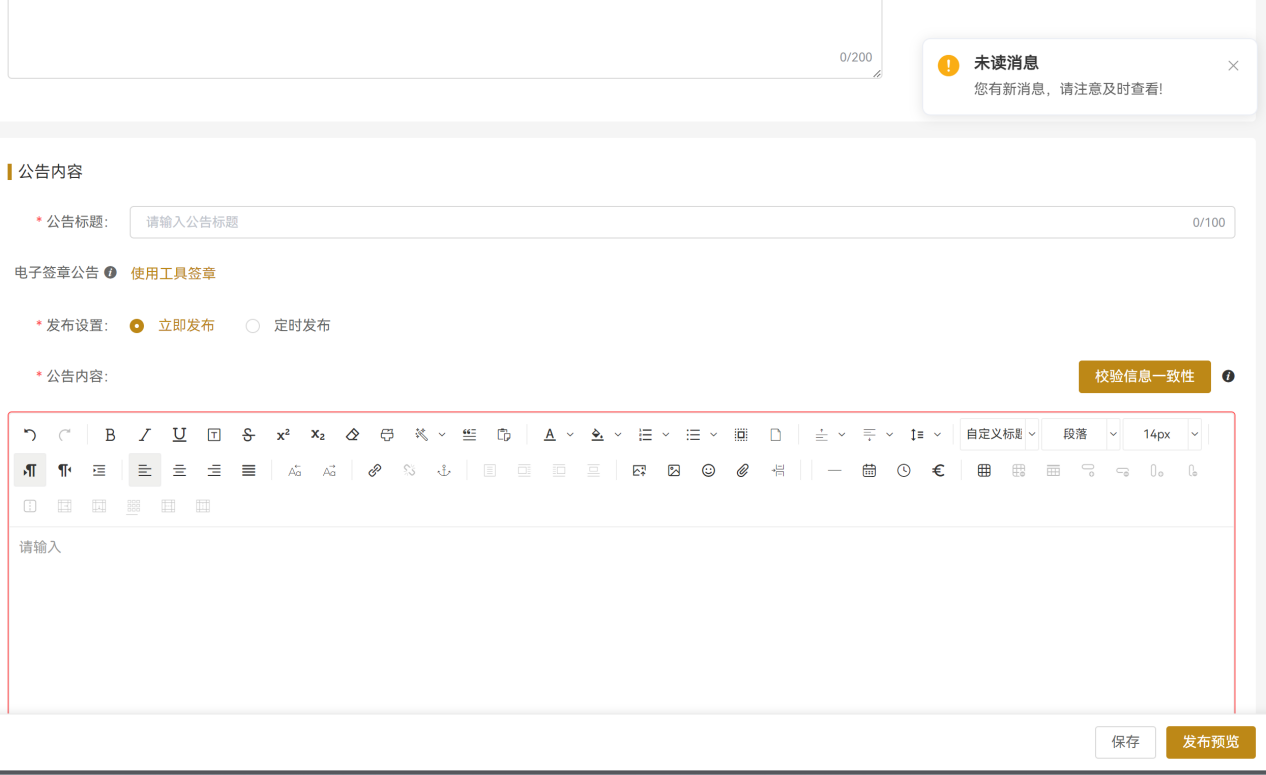 0/200
未读消息
您有新消息，请注意及时查看!
公告内容
* 公告标题: 请输入公告标题 0/100
电子签章公告 使用工具签章
* 发布设置: 立即发布 定时发布
* 公告内容: 校验信息一致性
自定义标题 段落 14px
请输入
保存 发布预览